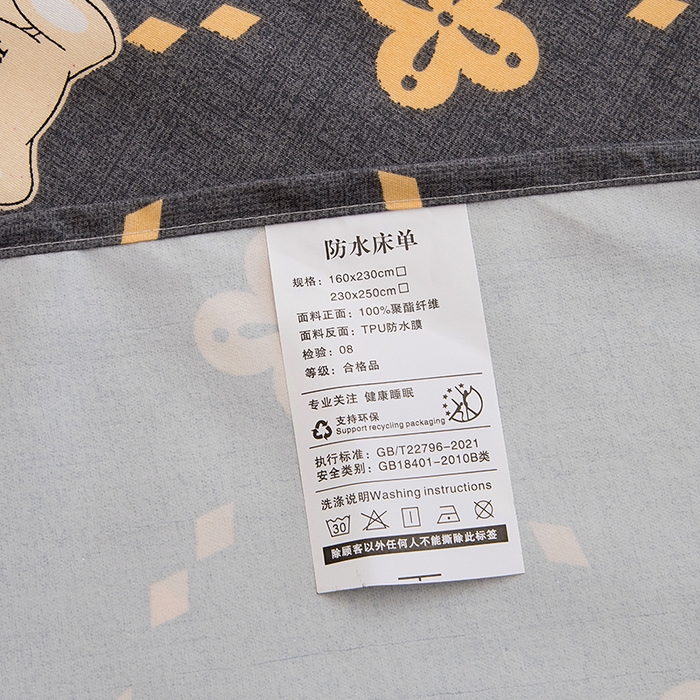 防水床单
规格：160x230cm□
230x250cm□
面料正面：100%聚酯纤维
面料反面：TPU防水膜
检验：08
等级：合格品
专业关注 健康睡眠
支持环保
Support recycling packaging
执行标准：GB/T22796-2021
安全类别：GB18401-2010B类
洗涤说明Washing instructions
30
除顾客以外任何人不能撕除此标签